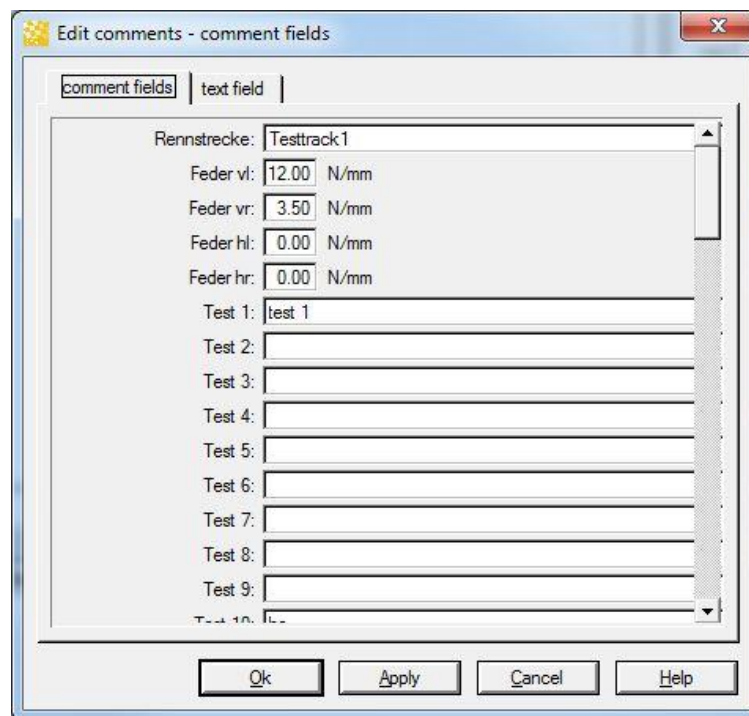 Edit comments - comment fields
comment fields text field
Rennstrecke: Testtrack1
Feder vl: 12.00 N/mm
Feder vr: 3.50 N/mm
Feder hl: 0.00 N/mm
Feder hr: 0.00 N/mm
Test 1: test 1
Test 2:
Test 3:
Test 4:
Test 5:
Test 6:
Test 7:
Test 8:
Test 9:
Test 10:
Ok Apply Cancel Help